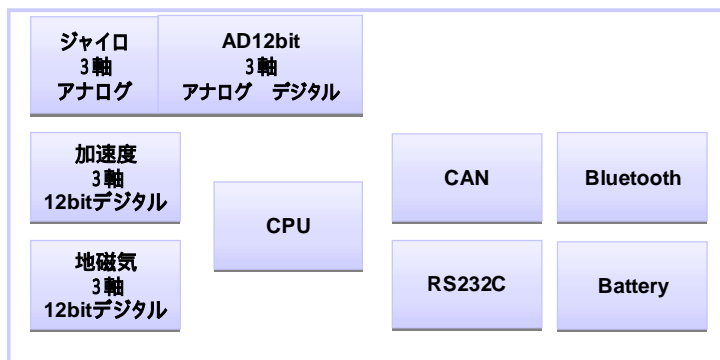 ジャイロ
3軸
アナログ
AD12bit
3軸
アナログ　デジタル
加速度
3軸
12bitデジタル
CPU
CAN
Bluetooth
地磁気
3軸
12bitデジタル
RS232C
Battery